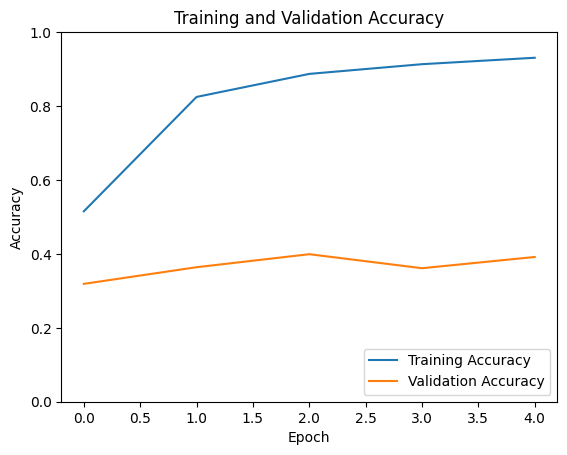 Training and Validation Accuracy
1.0
0.8
0.6
0.4
0.2
0.0
Accuracy
Training Accuracy
Validation Accuracy
0.0 0.5 1.0 1.5 2.0 2.5 3.0 3.5 4.0
Epoch